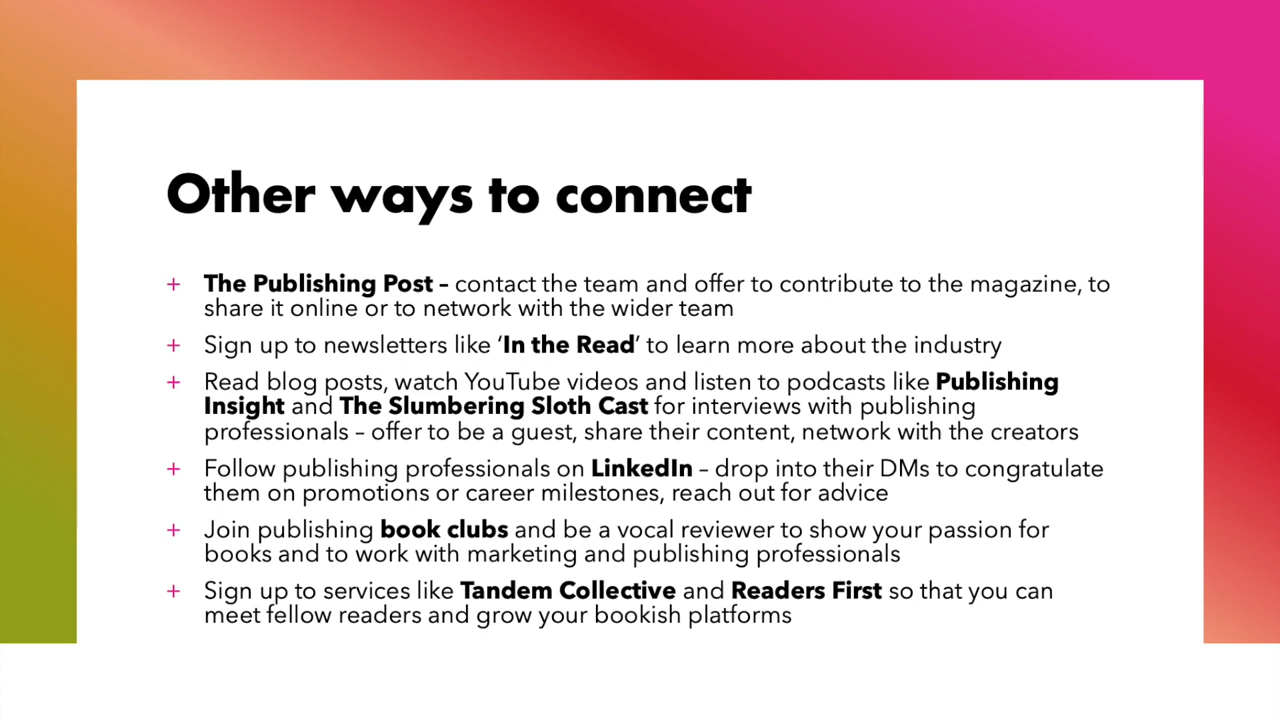 Other ways to connect
+ The Publishing Post – contact the team and offer to contribute to the magazine, to
share it online or to network with the wider team
+ Sign up to newsletters like ‘In the Read’ to learn more about the industry
+ Read blog posts, watch YouTube videos and listen to podcasts like Publishing
Insight and The Slumbering Sloth Cast for interviews with publishing
professionals – offer to be a guest, share their content, network with the creators
+ Follow publishing professionals on LinkedIn – drop into their DMs to congratulate
them on promotions or career milestones, reach out for advice
+ Join publishing book clubs and be a vocal reviewer to show your passion for
books and to work with marketing and publishing professionals
+ Sign up to services like Tandem Collective and Readers First so that you can
meet fellow readers and grow your bookish platforms